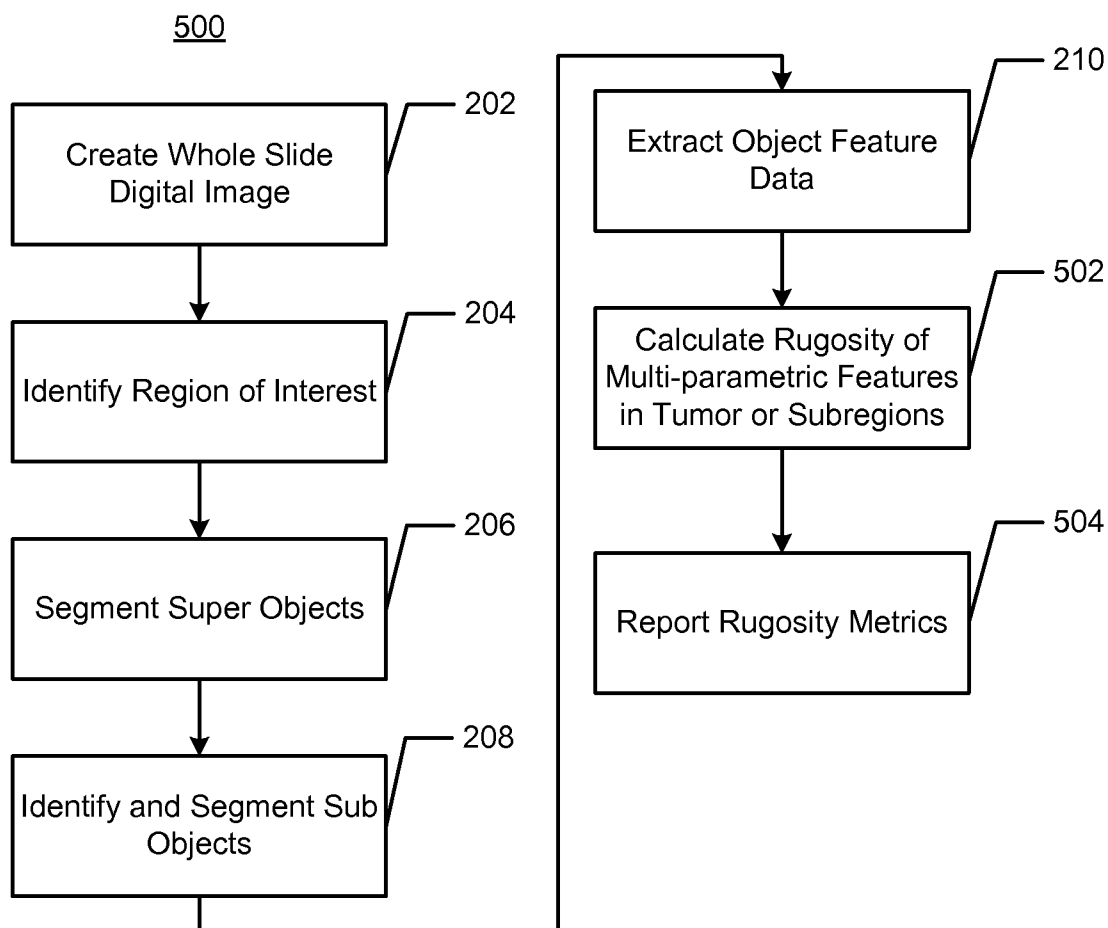 500
202
Create Whole Slide
Digital Image
204
Identify Region of Interest
206
Segment Super Objects
208
Identify and Segment Sub
Objects
210
Extract Object Feature
Data
502
Calculate Rugosity of
Multi-parametric Features
in Tumor or Subregions
504
Report Rugosity Metrics